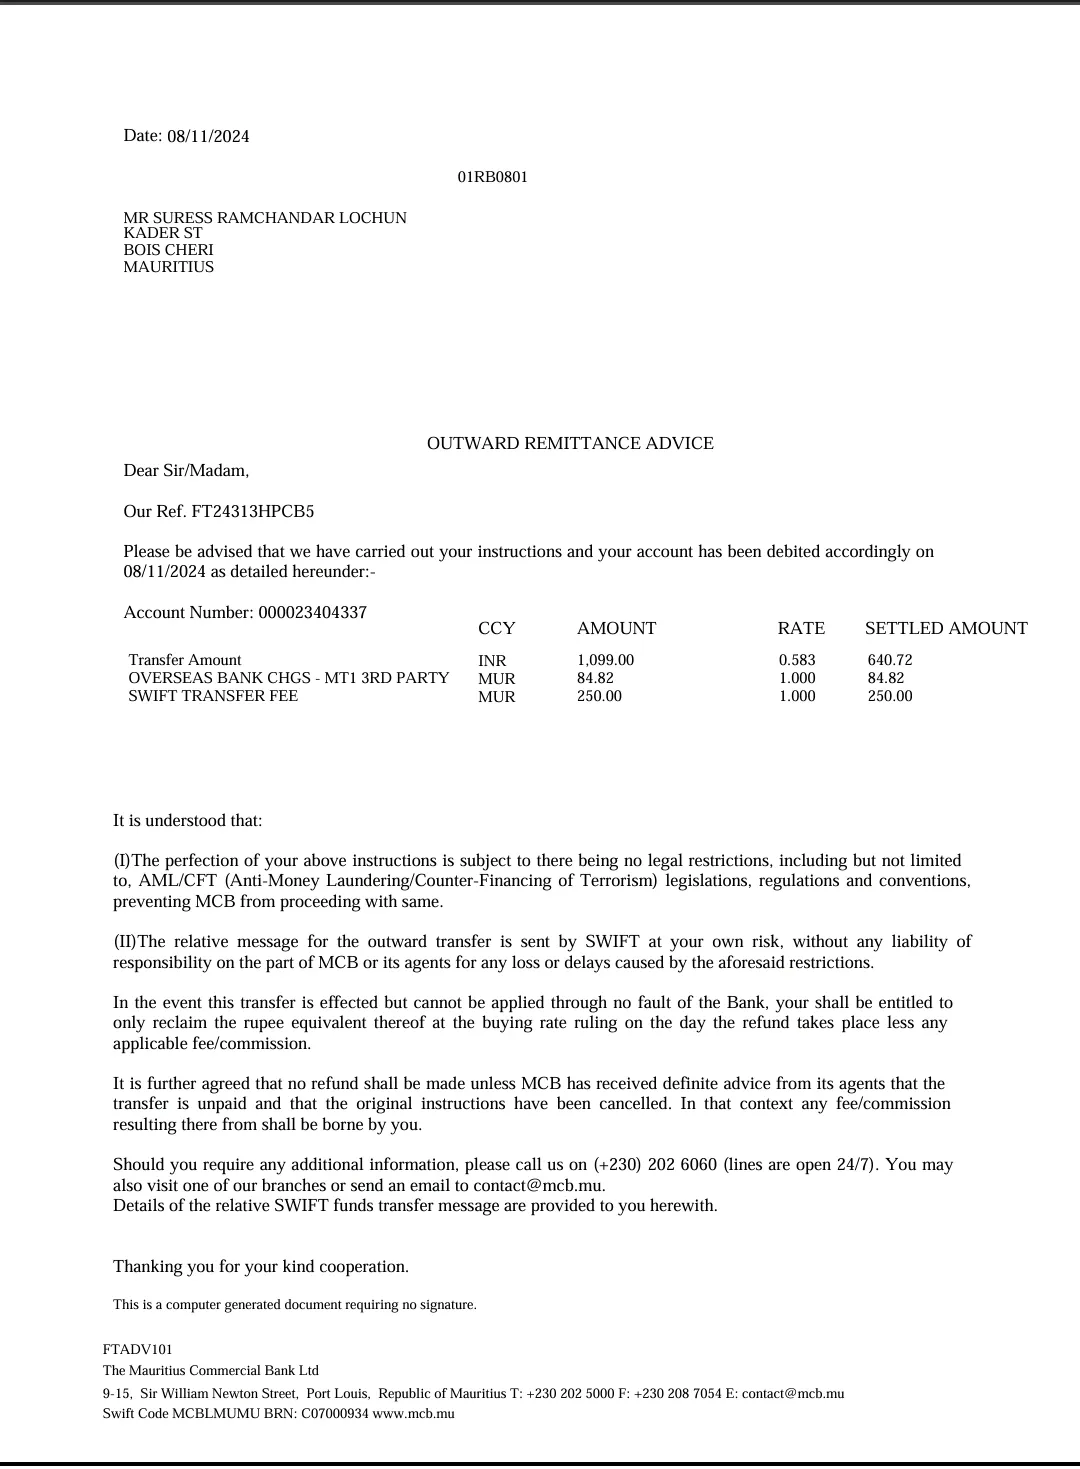 Date: 08/11/2024
01RB0801
MR SURESS RAMCHANDAR LOCHUN
KADER ST
BOIS CHERI
MAURITIUS
OUTWARD REMITTANCE ADVICE
Dear Sir/Madam,
Our Ref. FT24313HPCB5
Please be advised that we have carried out your instructions and your account has been debited accordingly on
08/11/2024 as detailed hereunder:-
Account Number: 000023404337
CCY AMOUNT RATE SETTLED AMOUNT
Transfer Amount INR 1,099.00 0.583 640.72
OVERSEAS BANK CHGS - MT1 3RD PARTY MUR 84.82 1.000 84.82
SWIFT TRANSFER FEE MUR 250.00 1.000 250.00
It is understood that:
(I)The perfection of your above instructions is subject to there being no legal restrictions, including but not limited
to, AML/CFT (Anti-Money Laundering/Counter-Financing of Terrorism) legislations, regulations and conventions,
preventing MCB from proceeding with same.
(II)The relative message for the outward transfer is sent by SWIFT at your own risk, without any liability of
responsibility on the part of MCB or its agents for any loss or delays caused by the aforesaid restrictions.
In the event this transfer is effected but cannot be applied through no fault of the Bank, your shall be entitled to
only reclaim the rupee equivalent thereof at the buying rate ruling on the day the refund takes place less any
applicable fee/commission.
It is further agreed that no refund shall be made unless MCB has received definite advice from its agents that the
transfer is unpaid and that the original instructions have been cancelled. In that context any fee/commission
resulting there from shall be borne by you.
Should you require any additional information, please call us on (+230) 202 6060 (lines are open 24/7). You may
also visit one of our branches or send an email to contact@mcb.mu.
Details of the relative SWIFT funds transfer message are provided to you herewith.
Thanking you for your kind cooperation.
This is a computer generated document requiring no signature.
FTADV101
The Mauritius Commercial Bank Ltd
9-15, Sir William Newton Street, Port Louis, Republic of Mauritius T: +230 202 5000 F: +230 208 7054 E: contact@mcb.mu
Swift Code MCBLMUMU BRN: C07000934 www.mcb.mu